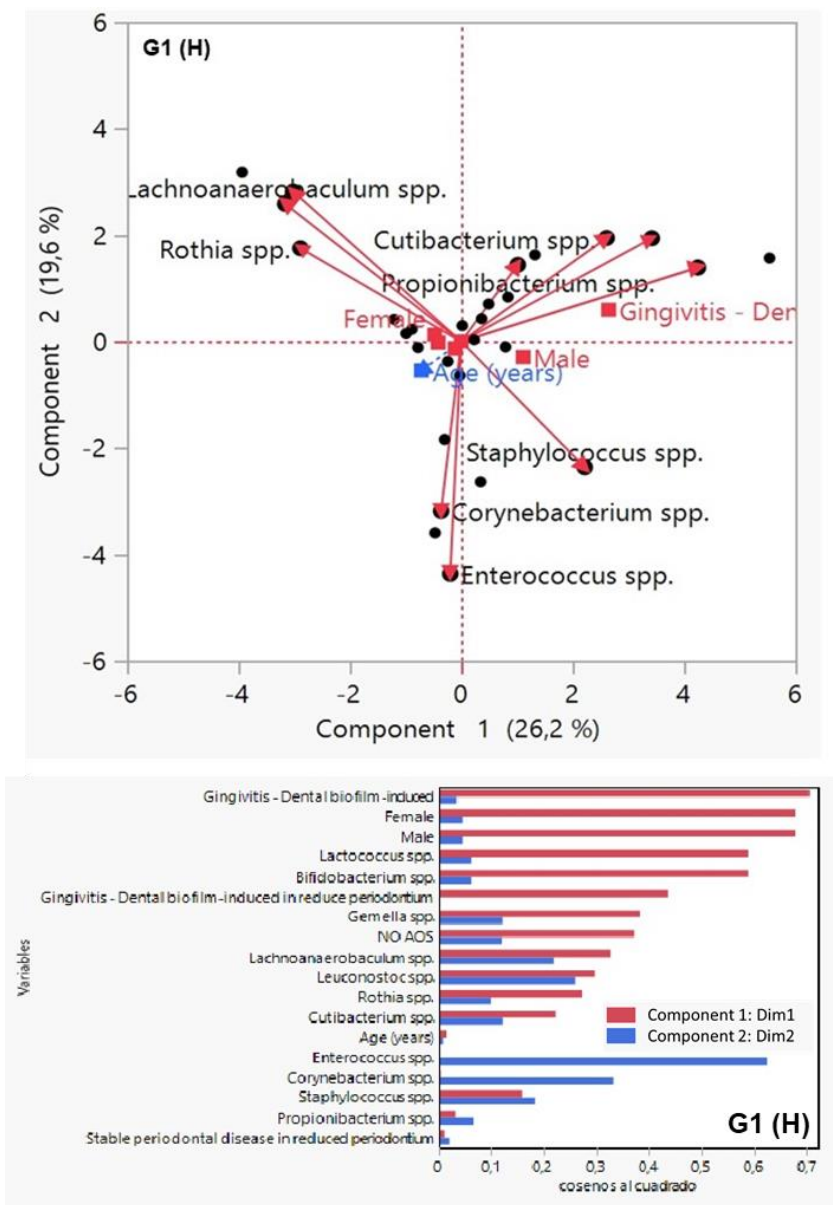 G1 (H)
6
4
2
0
-2
-4
-6
Component 2 (19,6 %)
Lachnoanaerobaculum spp.
Rothia spp.
Cutibacterium spp.
Propionibacterium spp.
Female
Gingivitis - Den
Male
Age (years)
Staphylococcus spp.
Corynebacterium spp.
Enterococcus spp.
-6 -4 -2 0 2 4 6
Component 1 (26,2 %)
Variables
Gingivitis - Dental biofilm -induced
Female
Male
Lactococcus spp.
Bifidobacterium spp.
Gingivitis - Dental biofilm-induced in reduce periodontium
Gemella spp.
NO AOS
Lachnoanaerobaculum spp.
Leuconostoc spp.
Rothia spp.
Cutibacterium spp.
Age (years)
Enterococcus spp.
Corynebacterium spp.
Staphylococcus spp.
Propionibacterium spp.
Stable periodontal disease in reduced periodontium
Component 1: Dim1
Component 2: Dim2
G1 (H)
0 0,1 0,2 0,3 0,4 0,5 0,6 0,7
cosenos al cuadrado